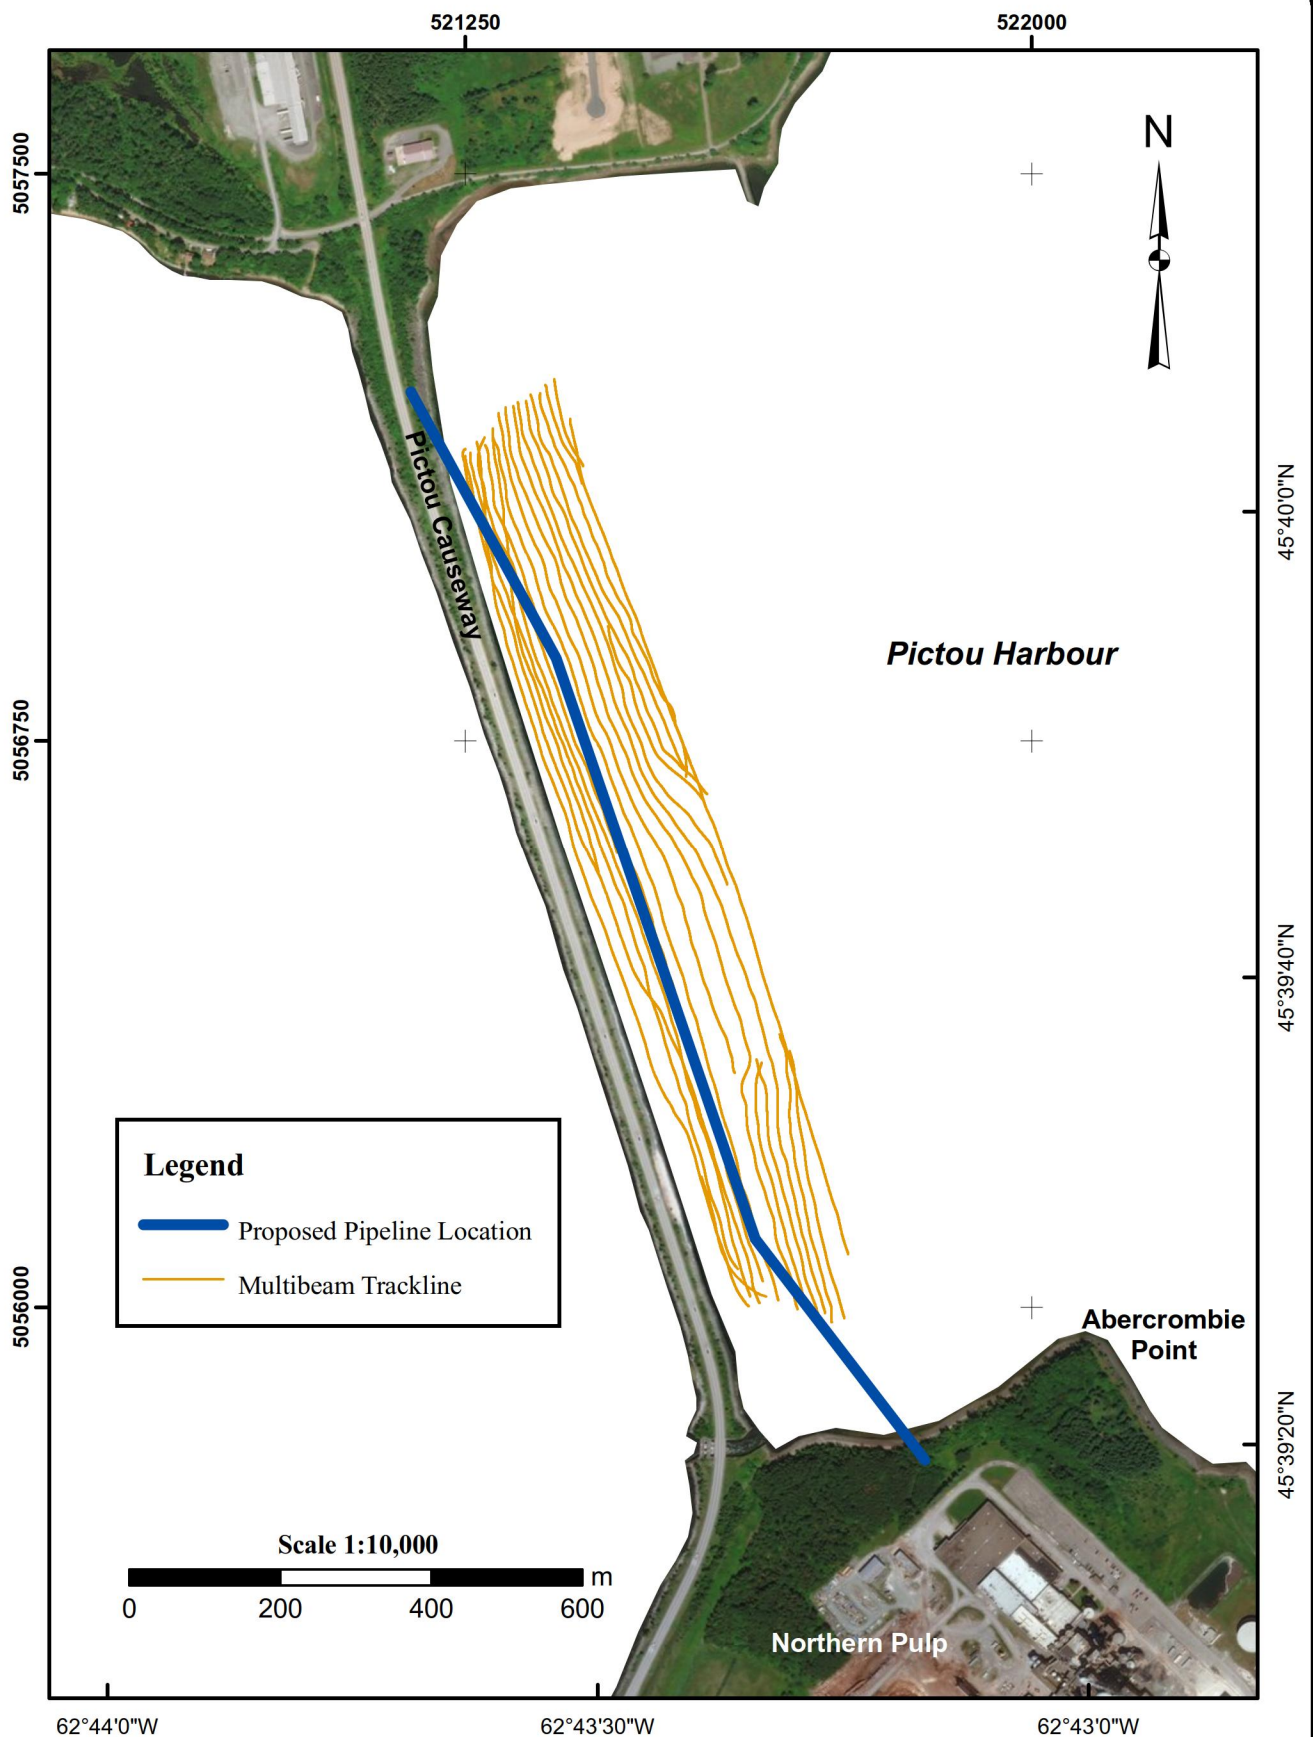 521250
522000
N
5057500
Pictou Causeway
45°40'0"N
Pictou Harbour
5056750
45°39'40"N
Legend
Proposed Pipeline Location
Multibeam Trackline
5056000
Abercrombie
Point
45°39'20"N
Scale 1:10,000
m
0 200 400 600
Northern Pulp
62°44'0"W 62°43'30"W 62°43'0"W